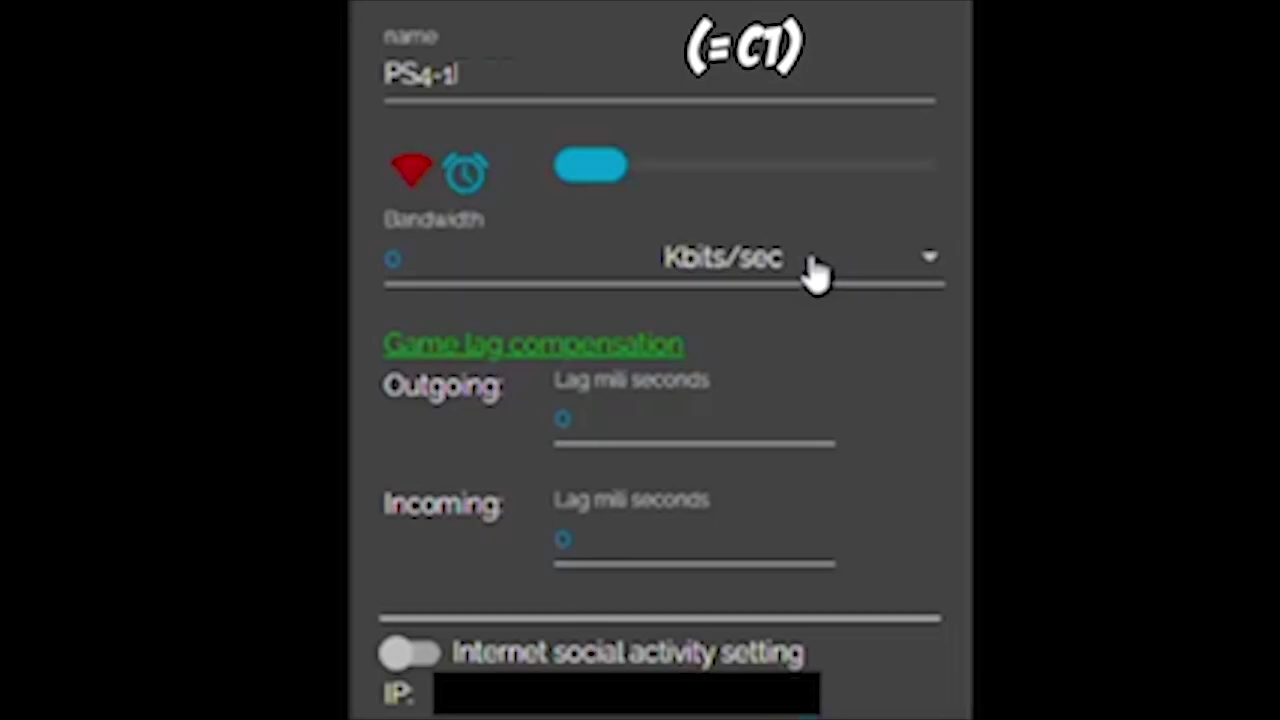 name
(= C1)
PS4-1
Bandwidth
0 Kbits/sec
Game lag compensation
Outgoing: Lag mili seconds
0
Incoming: Lag mili seconds
0
Internet social activity setting
IP: